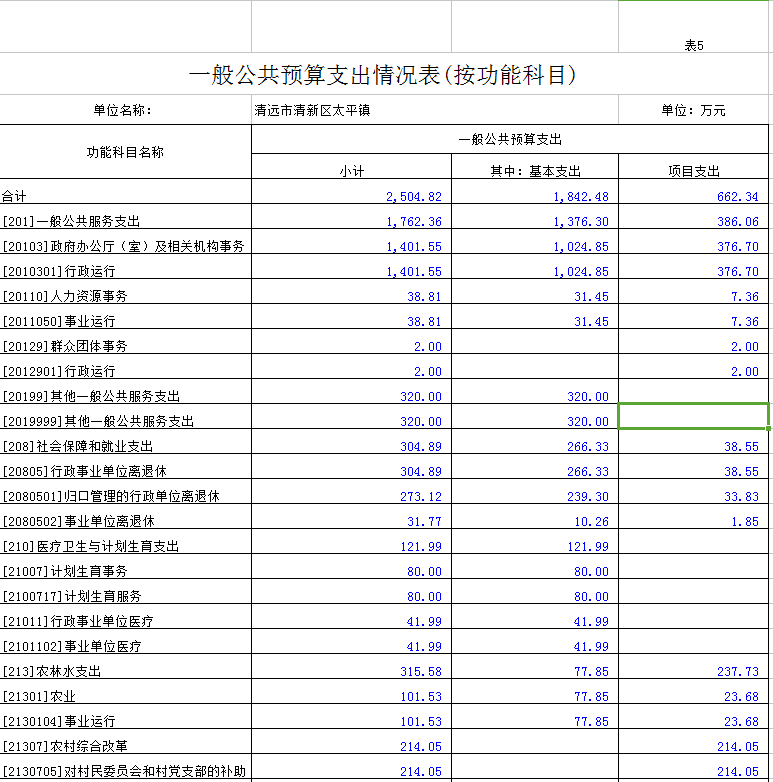 表5
一般公共预算支出情况表(按功能科目)
单位名称： 清远市清新区太平镇 单位：万元
功能科目名称 一般公共预算支出
小计 其中：基本支出 项目支出
合计 2,504.82 1,842.48 662.34
[201]一般公共服务支出 1,762.36 1,376.30 386.06
[20103]政府办公厅（室）及相关机构事务 1,401.55 1,024.85 376.70
[2010301]行政运行 1,401.55 1,024.85 376.70
[20110]人力资源事务 38.81 31.45 7.36
[2011050]事业运行 38.81 31.45 7.36
[20129]群众团体事务 2.00 2.00
[2012901]行政运行 2.00 2.00
[20199]其他一般公共服务支出 320.00 320.00
[2019999]其他一般公共服务支出 320.00 320.00
[208]社会保障和就业支出 304.89 266.33 38.55
[20805]行政事业单位离退休 304.89 266.33 38.55
[2080501]归口管理的行政单位离退休 273.12 239.30 33.83
[2080502]事业单位离退休 31.77 10.26 1.85
[210]医疗卫生与计划生育支出 121.99 121.99
[21007]计划生育事务 80.00 80.00
[2100717]计划生育服务 80.00 80.00
[21011]行政事业单位医疗 41.99 41.99
[2101102]事业单位医疗 41.99 41.99
[213]农林水支出 315.58 77.85 237.73
[21301]农业 101.53 77.85 23.68
[2130104]事业运行 101.53 77.85 23.68
[21307]农村综合改革 214.05 214.05
[2130705]对村民委员会和村党支部的补助 214.05 214.05